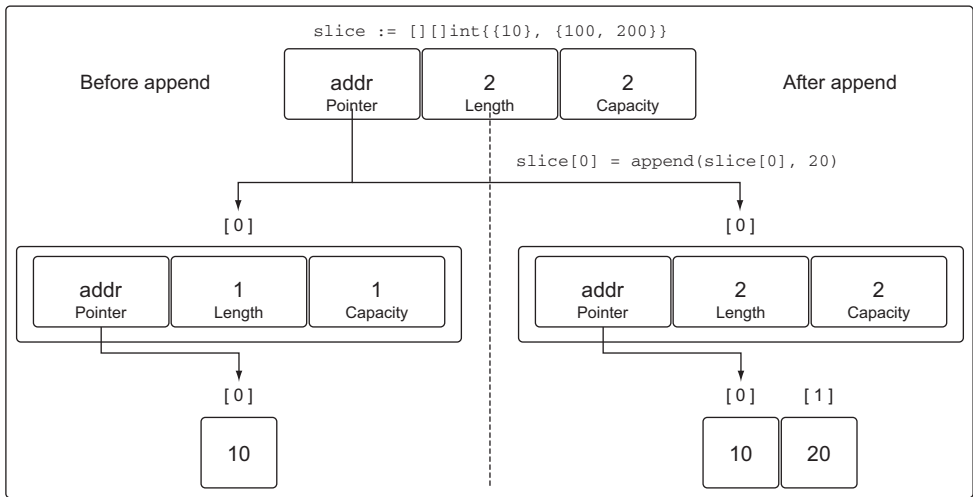 slice := [][]int{{10}, {100, 200}}
Before append
After append
addr 2 2
Pointer Length Capacity
slice[0] = append(slice[0], 20)
[0] [0]
addr 1 1 addr 2 2
Pointer Length Capacity Pointer Length Capacity
[0] [0] [1]
10 10 20